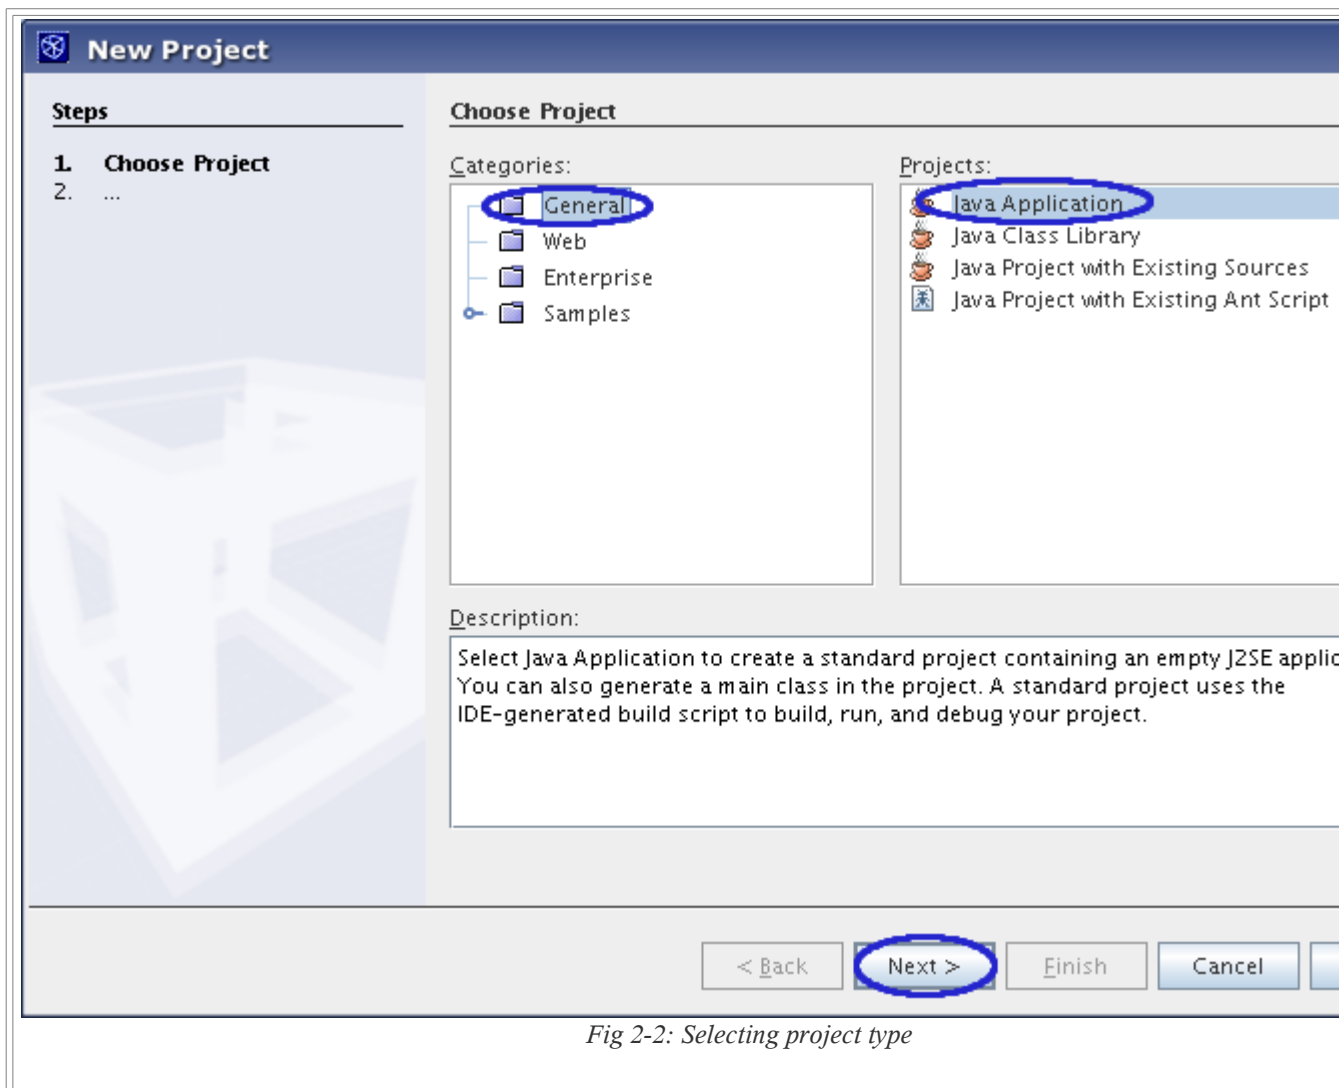 New Project
Steps
1. Choose Project
2. ...
Choose Project
Categories:
General
Web
Enterprise
Samples
Projects:
Java Application
Java Class Library
Java Project with Existing Sources
Java Project with Existing Ant Script
Description:
Select Java Application to create a standard project containing an empty J2SE applic
You can also generate a main class in the project. A standard project uses the
IDE-generated build script to build, run, and debug your project.
< Back
Next >
Finish
Cancel
Fig 2-2: Selecting project type